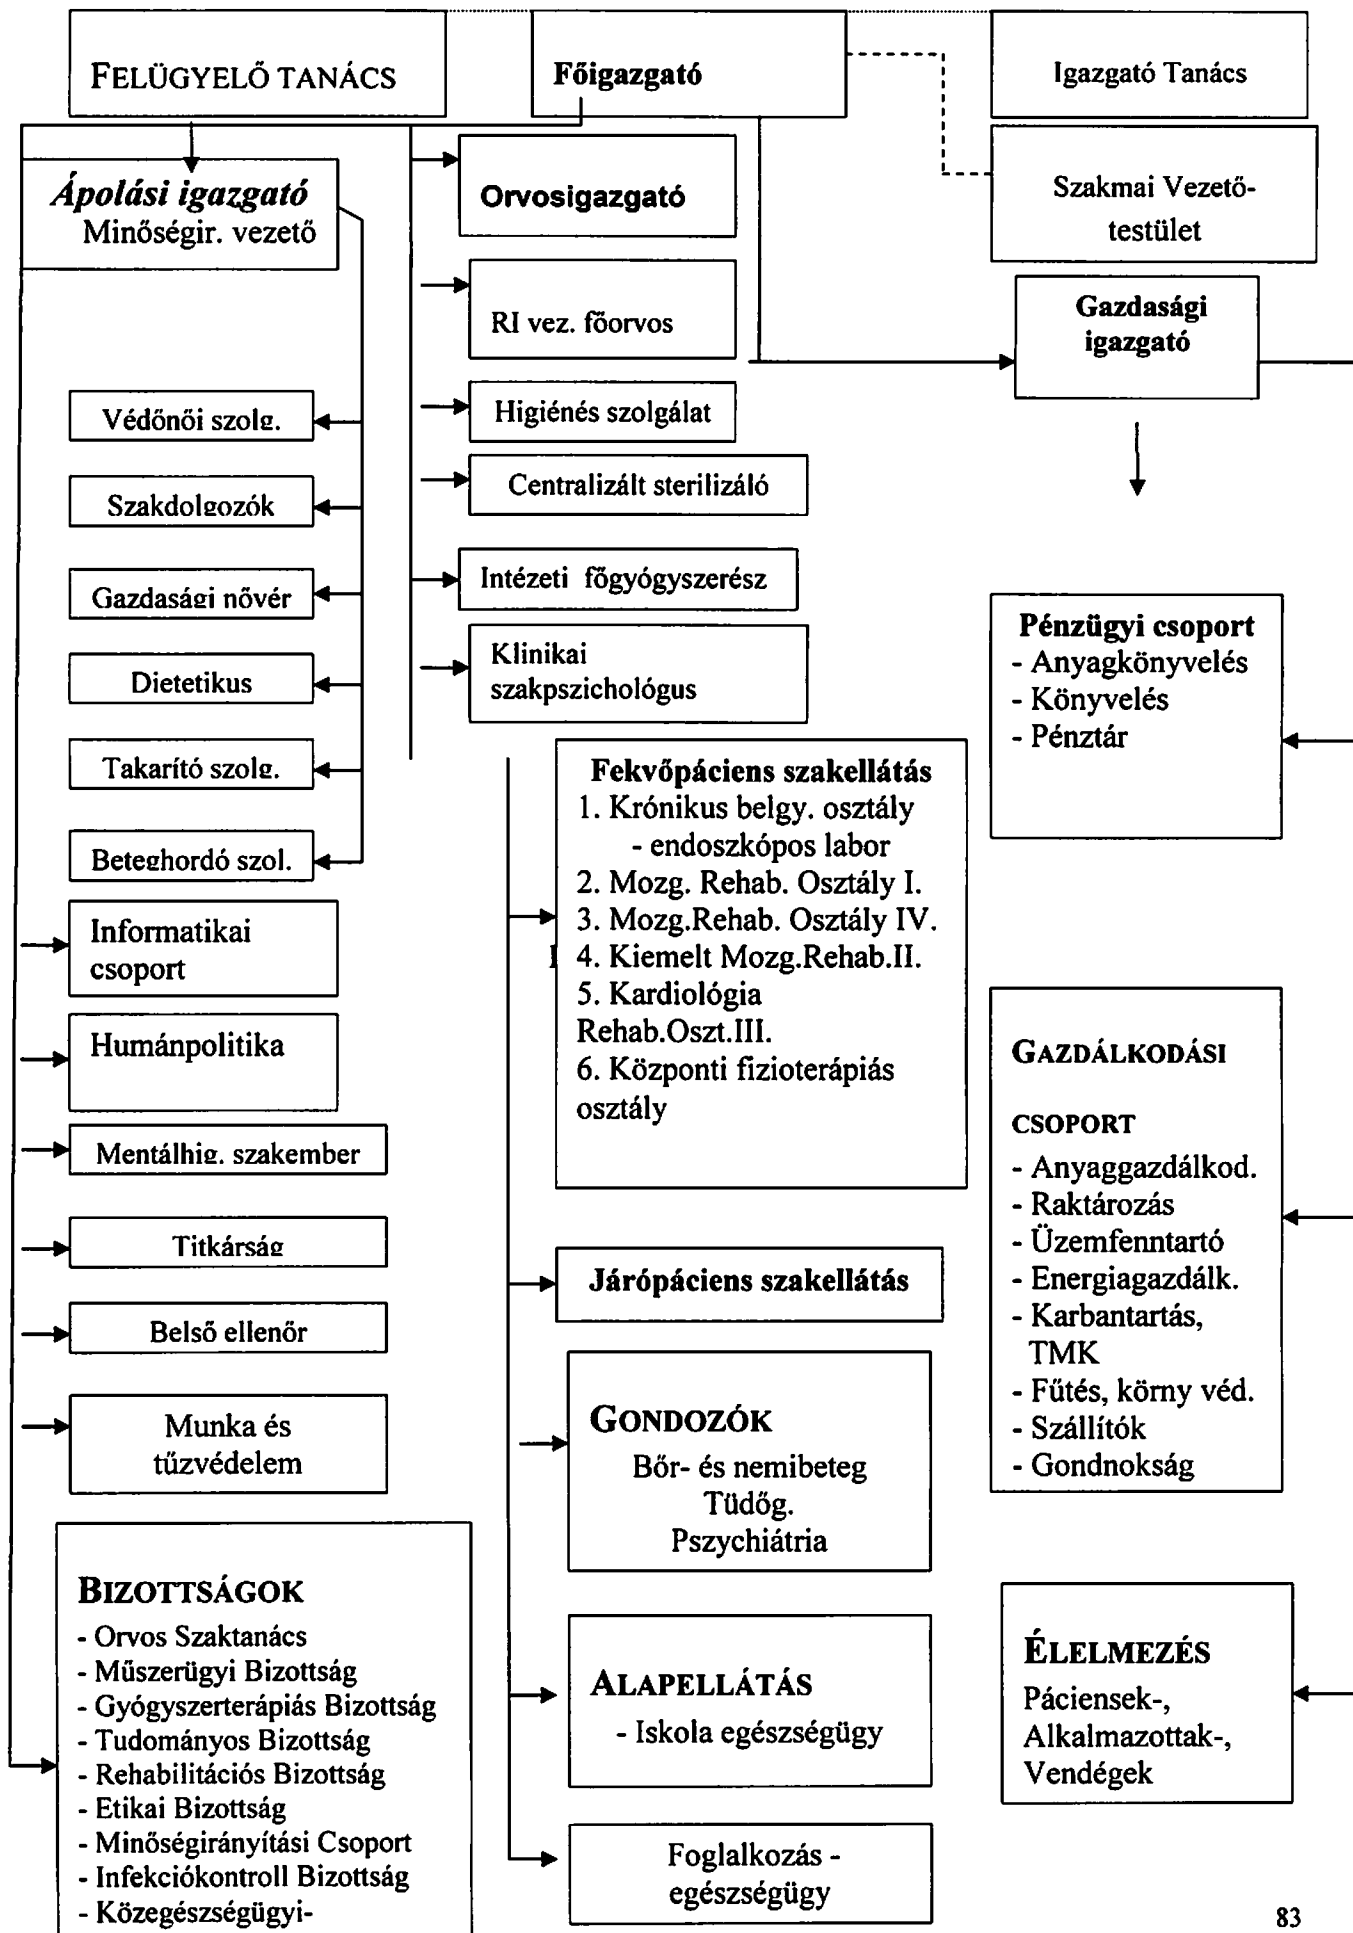 FELÜGYELŐ TANÁCS
Főigazgató
Igazgató Tanács
Szakmai Vezető-
testület
Ápolási igazgató
Minőségir. vezető
Orvosigazgató
RI vez. főorvos
Gazdasági
igazgató
Védőnői szolg.
Higiénés szolgálat
Szakdolgozók
Centralizált sterilizáló
Gazdasági nővér
Intézeti főgyógyszerész
Dietetikus
Klinikai
szakpszichológus
Takarító szolg.
Beteghordó szol.
Pénzügyi csoport
- Anyagkönyvelés
- Könyvelés
- Pénztár
Fekvőpáciens szakellátás
1. Krónikus belgy. osztály
- endoszkópos labor
2. Mozg. Rehab. Osztály I.
3. Mozg.Rehab. Osztály IV.
4. Kiemelt Mozg.Rehab.II.
5. Kardiológia
Rehab.Oszt.III.
6. Központi fizioterápiás
osztály
Informatikai
csoport
Humánpolitika
Mentálhig. szakember
Titkárság
Belső ellenőr
Munka és
tűzvédelem
GAZDÁLKODÁSI
CSOPORT
- Anyaggazdálkod.
- Raktározás
- Üzemfenntartó
- Energiagazdálk.
- Karbantartás,
TMK
- Fűtés, körny véd.
- Szállítók
- Gondnokság
Járópáciens szakellátás
GONDOZÓK
Bőr- és nemibeteg
Tüdőg.
Pszychiátria
BIZOTTSÁGOK
- Orvos Szaktanács
- Műszerügyi Bizottság
- Gyógyszerterápiás Bizottság
- Tudományos Bizottság
- Rehabilitációs Bizottság
- Etikai Bizottság
- Minőségirányítási Csoport
- Infekciókontroll Bizottság
- Közegészségügyi-
ALAPELLÁTÁS
- Iskola egészségügy
Foglalkozás -
egészségügy
ÉLELMEZÉS
Páciensek-,
Alkalmazottak-,
Vendégek
83